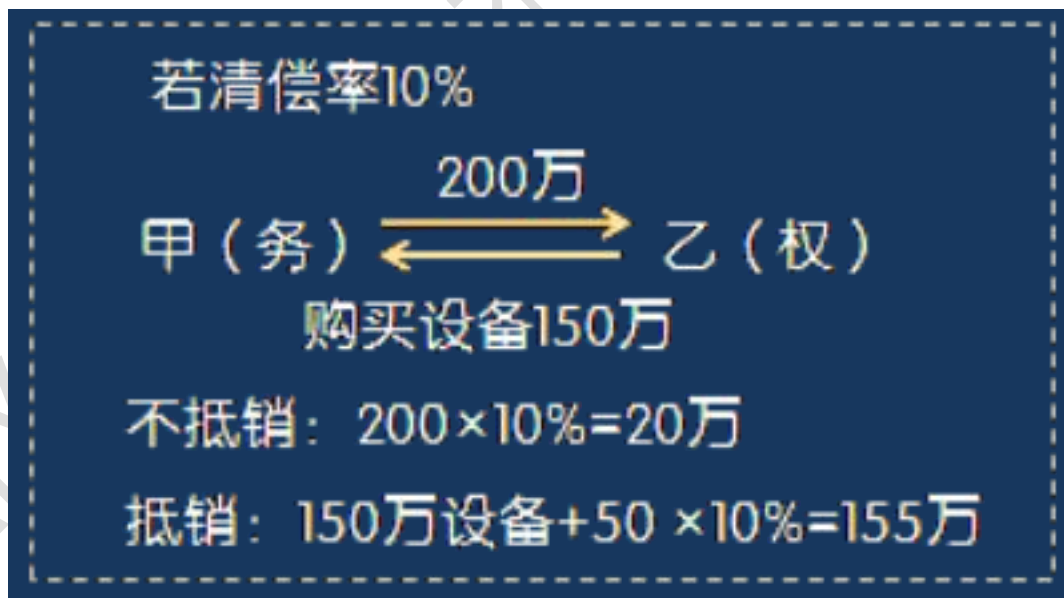 若清偿率10%
200万
甲（务） 乙（权）
购买设备150万
不抵销：200×10%=20万
抵销：150万设备+50 ×10%=155万